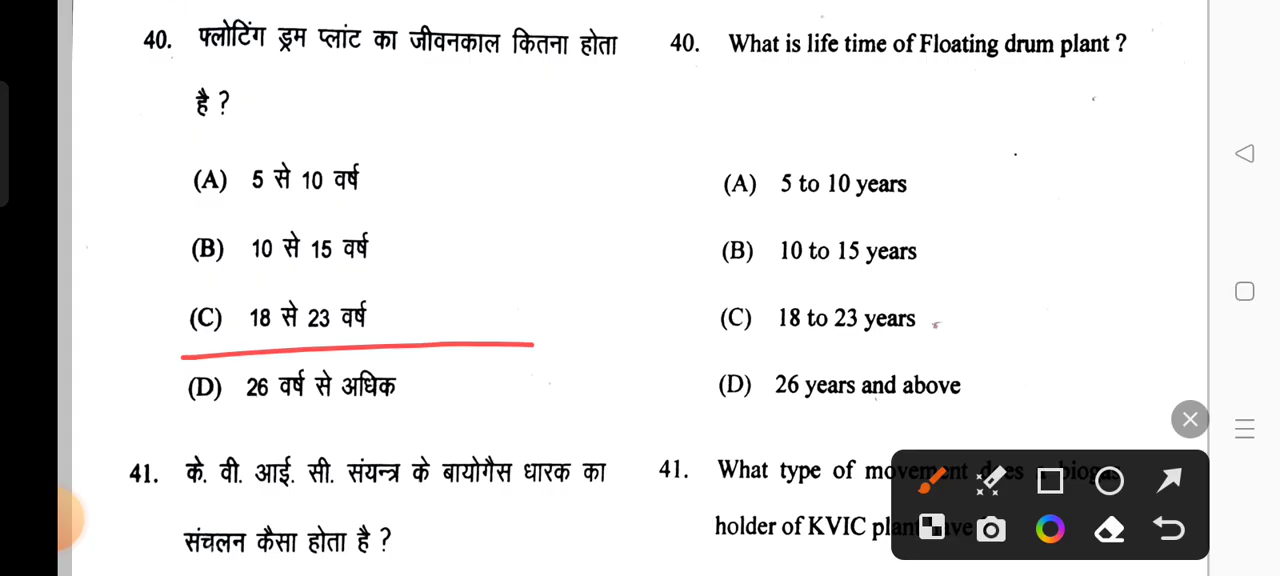 40. फ्लोटिंग ड्रम प्लांट का जीवनकाल कितना होता
है ?
(A) 5 से 10 वर्ष
(B) 10 से 15 वर्ष
(C) 18 से 23 वर्ष
(D) 26 वर्ष से अधिक
41. के. वी. आई. सी. संयन्त्र के बायोगैस धारक का
संचलन कैसा होता है ?
40. What is life time of Floating drum plant ?
(A) 5 to 10 years
(B) 10 to 15 years
(C) 18 to 23 years
(D) 26 years and above
41. What type of movement
holder of KVIC plant